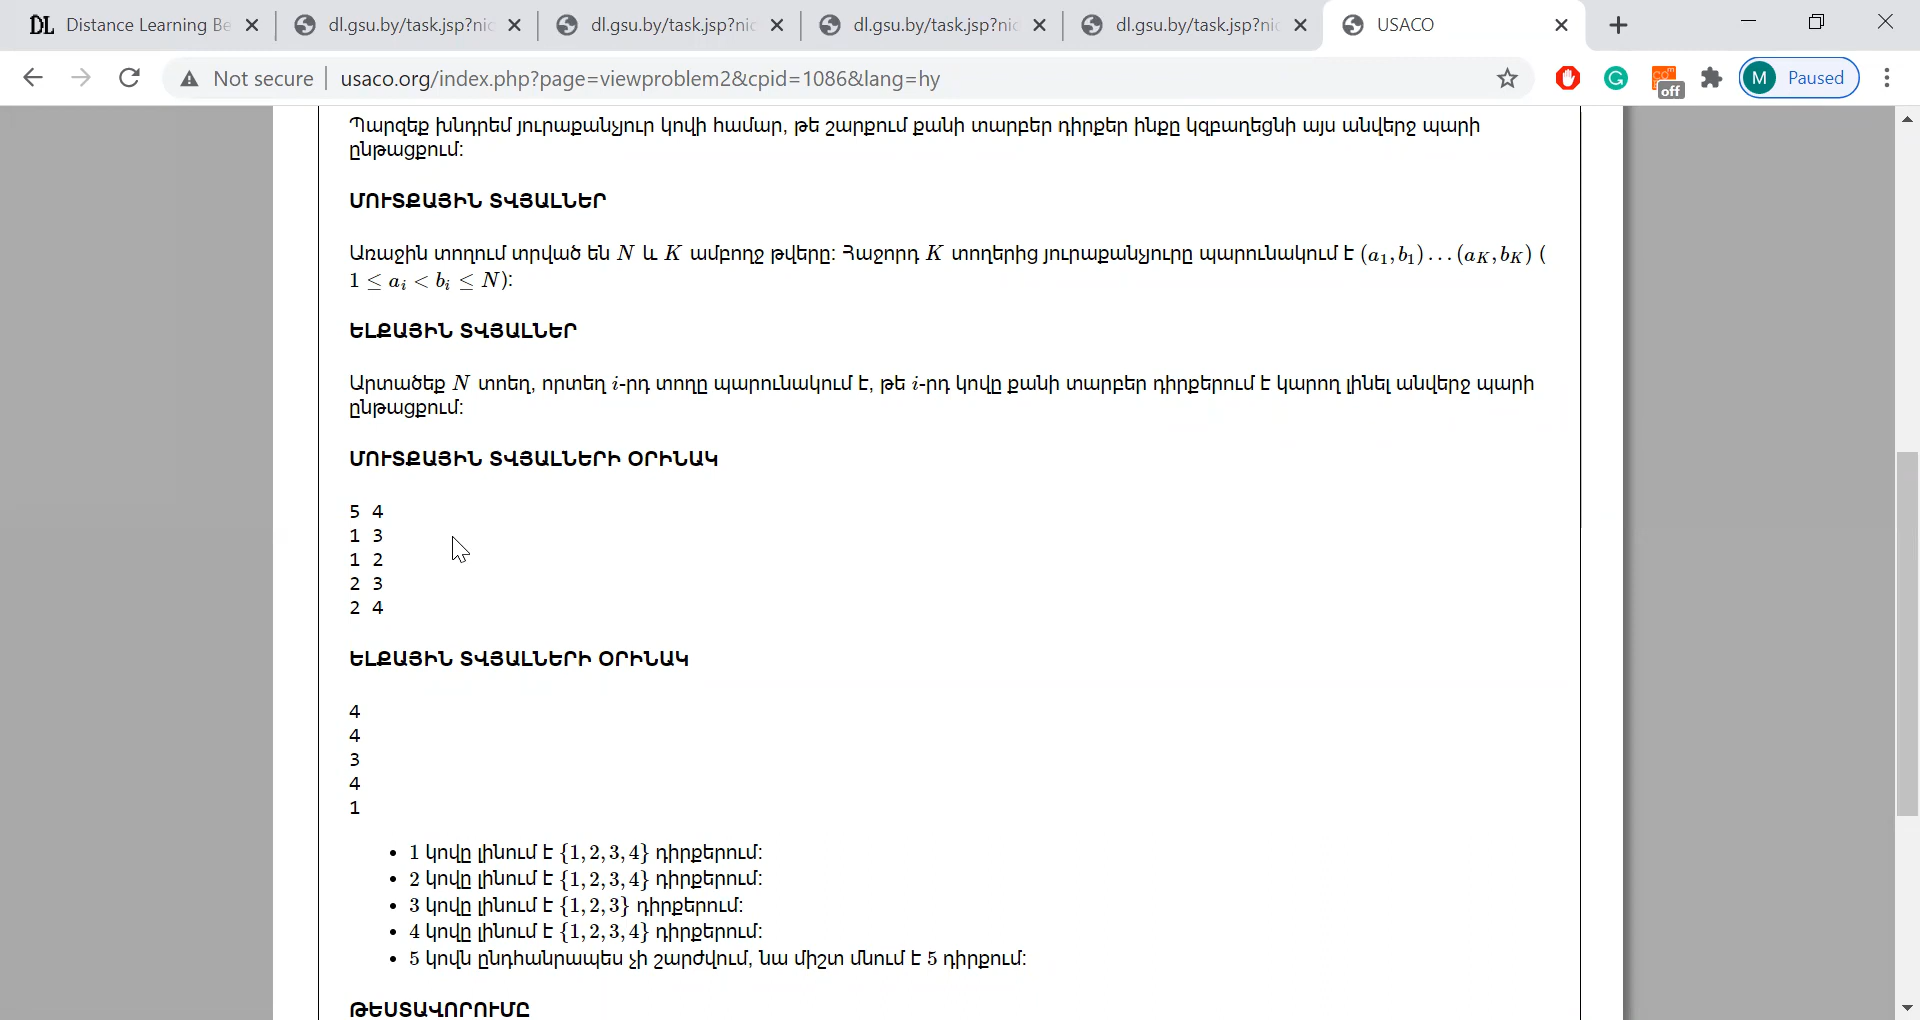 Distance Learning Be
dl.gsu.by/task.jsp?nic
dl.gsu.by/task.jsp?nic
dl.gsu.by/task.jsp?nic
dl.gsu.by/task.jsp?nic
USACO
Not secure
usaco.org/index.php?page=viewproblem2&cpid=1086&lang=hy
off
M Paused
Պարզեք խնդրեմ յուրաքանչյուր կովի համար, թե շարքում քանի տարբեր դիրքեր ինքը կզբաղեցնի այս անվերջ պարի
ընթացքում:
ՄՈՒՏՔԱՅԻՆ ՏՎՅԱԼՆԵՐ
Առաջին տողում տրված են N և K ամբողջ թվերը: Հաջորդ K տողերից յուրաքանչյուրը պարունակում է (a₁,b₁)...(aK,bK) (
1 ≤ aᵢ < bᵢ ≤ N):
ԵԼՔԱՅԻՆ ՏՎՅԱԼՆԵՐ
Արտածեք N տոեղ, որտեղ i-րդ տողը պարունակում է, թե i-րդ կովը քանի տարբեր դիրքերում է կարող լինել անվերջ պարի
ընթացքում:
ՄՈՒՏՔԱՅԻՆ ՏՎՅԱԼՆԵՐԻ ՕՐԻՆԱԿ
5 4
1 3
1 2
2 3
2 4
ԵԼՔԱՅԻՆ ՏՎՅԱԼՆԵՐԻ ՕՐԻՆԱԿ
4
4
3
4
1
• 1 կովը լինում է {1,2,3,4} դիրքերում:
• 2 կովը լինում է {1,2,3,4} դիրքերում:
• 3 կովը լինում է {1,2,3} դիրքերում:
• 4 կովը լինում է {1,2,3,4} դիրքերում:
• 5 կովն ընդհանրապես չի շարժվում, նա միշտ մնում է 5 դիրքում:
ԹԵՍՏԱՎՈՐՈՒՄԸ